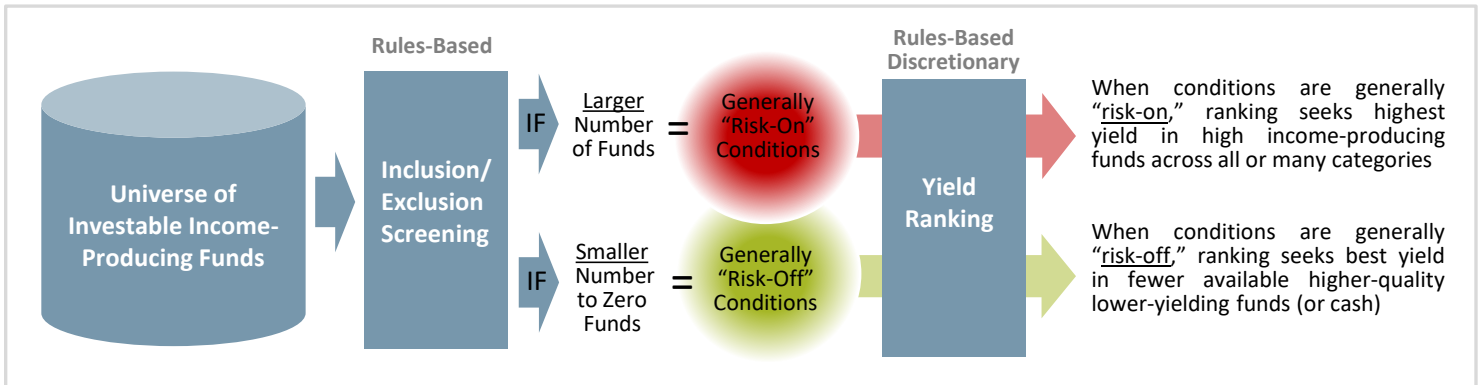 Universe of
Investable Income-
Producing Funds
Rules-Based
Inclusion/
Exclusion
Screening
IF
Larger
Number
of Funds
=
Generally
“Risk-On”
Conditions
IF
Smaller
Number
to Zero
Funds
=
Generally
“Risk-Off”
Conditions
Rules-Based
Discretionary
Yield
Ranking
When conditions are generally
“risk-on,” ranking seeks highest
yield in high income-producing
funds across all or many categories
When conditions are generally
“risk-off,” ranking seeks best yield
in fewer available higher-quality
lower-yielding funds (or cash)